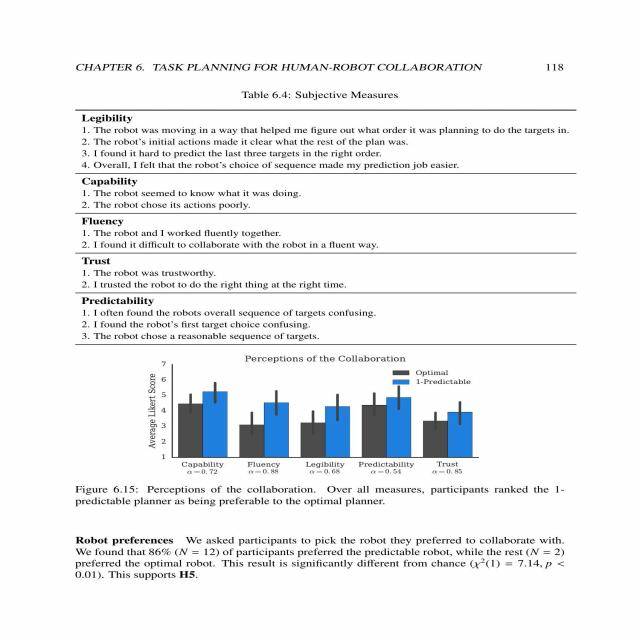 CHAPTER 6. TASK PLANNING FOR HUMAN-ROBOT COLLABORATION 118
Table 6.4: Subjective Measures
Legibility
1. The robot was moving in a way that helped me figure out what order it was planning to do the targets in.
2. The robot's initial actions made it clear what the rest of the plan was.
3. I found it hard to predict the last three targets in the right order.
4. Overall, I felt that the robot's choice of sequence made my prediction job easier.
Capability
1. The robot seemed to know what it was doing.
2. The robot chose its actions poorly.
Fluency
1. The robot and I worked fluently together.
2. I found it difficult to collaborate with the robot in a fluent way.
Trust
1. The robot was trustworthy.
2. I trusted the robot to do the right thing at the right time.
Predictability
1. I often found the robots overall sequence of targets confusing.
2. I found the robot's first target choice confusing.
3. The robot chose a reasonable sequence of targets.
Perceptions of the Collaboration
Optimal
1-Predictable
Average Likert Score
7
6
5
4
3
2
1
Capability Fluency Legibility Predictability Trust
α=0.72 α=0.88 α=0.68 α=0.54 α=0.85
Figure 6.15: Perceptions of the collaboration. Over all measures, participants ranked the 1-
predictable planner as being preferable to the optimal planner.
Robot preferences We asked participants to pick the robot they preferred to collaborate with.
We found that 86% (N = 12) of participants preferred the predictable robot, while the rest (N = 2)
preferred the optimal robot. This result is significantly different from chance (χ²(1) = 7.14, p <
0.01). This supports H5.